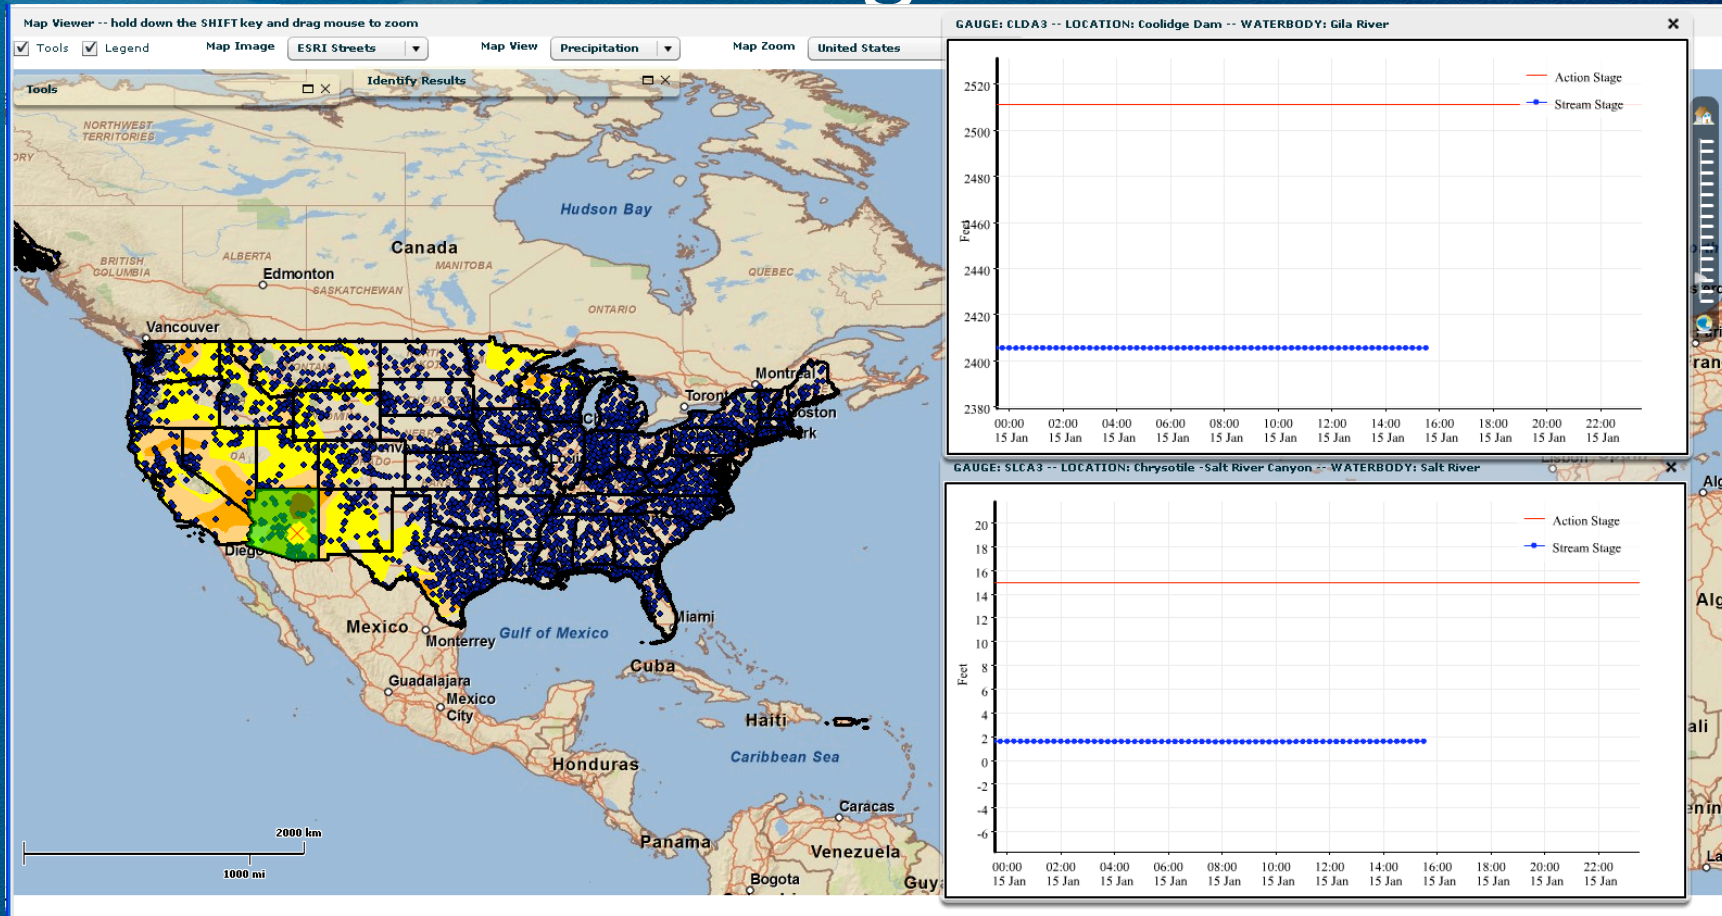 Map Viewer -- hold down the SHIFT key and drag mouse to zoom
Tools Legend Map Image ESRI Streets Map View Precipitation Map Zoom United States
Tools
Identify Results
NORTHWEST
TERRITORIES
Hudson Bay
Canada
BRITISH
COLUMBIA
ALBERTA
MANITOBA
QUEBEC
Edmonton
SASKATCHEWAN
ONTARIO
Vancouver
Montreal
Toront
oston
rk
Diego
Miami
Mexico
Monterrey
Gulf of Mexico
Cuba
Guadalajara
Mexico
City
Haiti
Caribbean Sea
Honduras
Caracas
Panama
Venezuela
Bogota
Guy
2000 km
1000 mi
GAUGE: CLDA3 -- LOCATION: Coolidge Dam -- WATERBODY: Gila River
Action Stage
Stream Stage
2520
2500
2480
2460
2440
2420
2400
2380
Feet
00:00 02:00 04:00 06:00 08:00 10:00 12:00 14:00 16:00 18:00 20:00 22:00
15 Jan 15 Jan 15 Jan 15 Jan 15 Jan 15 Jan 15 Jan 15 Jan 15 Jan 15 Jan 15 Jan 15 Jan
GAUGE: SLCA3 -- LOCATION: Chrysotile -Salt River Canyon -- WATERBODY: Salt River
Action Stage
Stream Stage
20
18
16
14
12
10
8
6
4
2
0
-2
-4
-6
Feet
00:00 02:00 04:00 06:00 08:00 10:00 12:00 14:00 16:00 18:00 20:00 22:00
15 Jan 15 Jan 15 Jan 15 Jan 15 Jan 15 Jan 15 Jan 15 Jan 15 Jan 15 Jan 15 Jan 15 Jan
ran
Alg
Alg
ali
enin
La